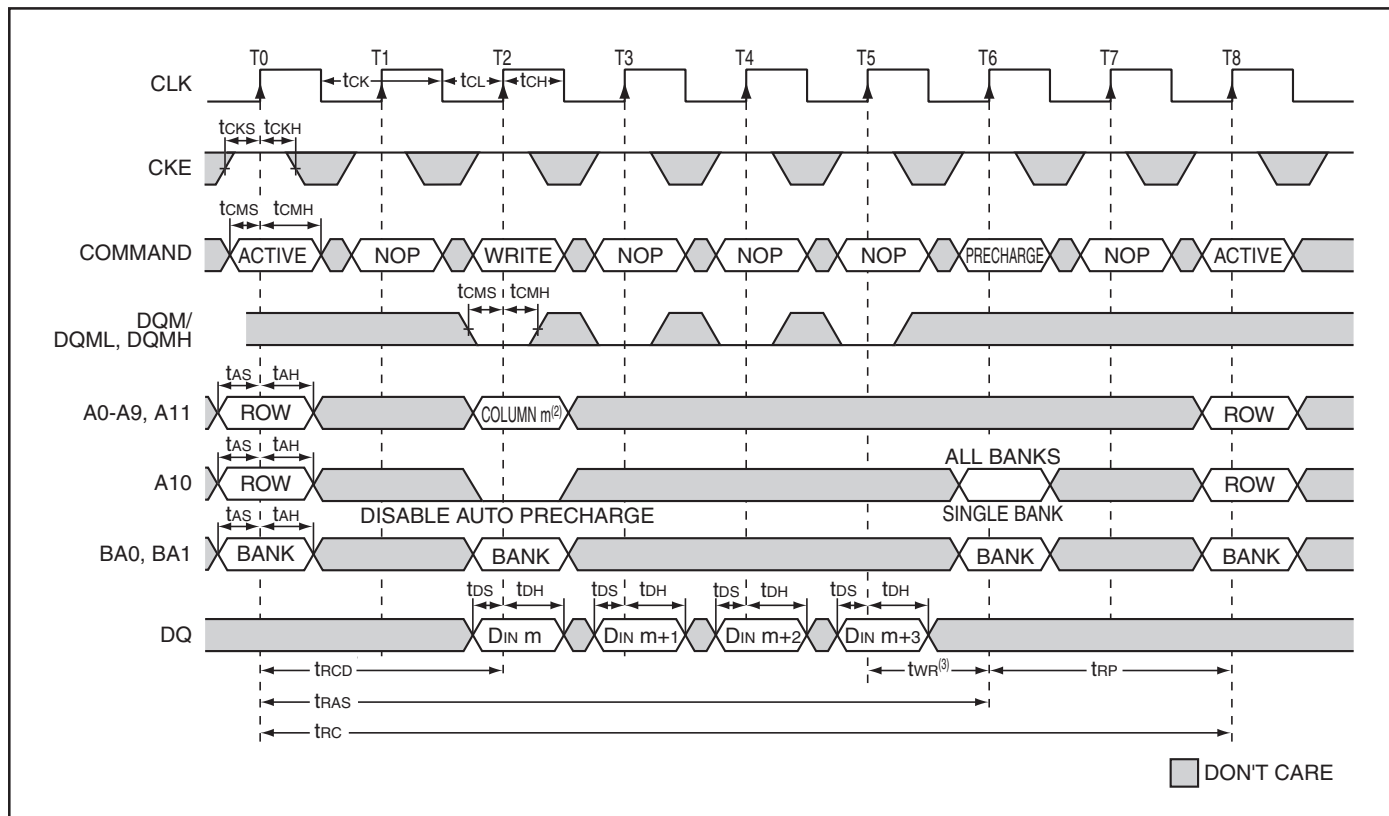 T0 T1 T2 T3 T4 T5 T6 T7 T8
CLK tCK tCL tCH
tCKS tCKH
CKE
tCMS tCMH
COMMAND ACTIVE NOP WRITE NOP NOP NOP PRECHARGE NOP ACTIVE
tCMS tCMH
DQM/
DQML, DQMH
tAS tAH
A0-A9, A11 ROW COLUMN m(2) ROW
tAS tAH ALL BANKS
A10 ROW ROW
tAS tAH DISABLE AUTO PRECHARGE SINGLE BANK
BA0, BA1 BANK BANK BANK BANK
tDS tDH tDS tDH tDS tDH tDS tDH
DQ DIN m DIN m+1 DIN m+2 DIN m+3
tRCD tWR(3) tRP
tRAS
tRC
DON'T CARE